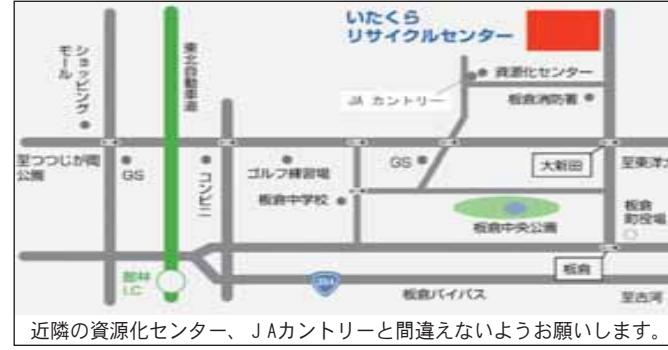 いたくら
リサイクルセンター
ショッピング
モール
東北自動車道
資源化センター
JA カントリー
板倉消防署
至つつじが岡
公園
GS
コンビニ
ゴルフ練習場
GS
大新田
至東洋大
板倉中学校
板倉中央公園
板倉
町役場
板倉
館林
I.C
板倉バイパス
至古河
近隣の資源化センター、JAカントリーと間違えないようお願いします。